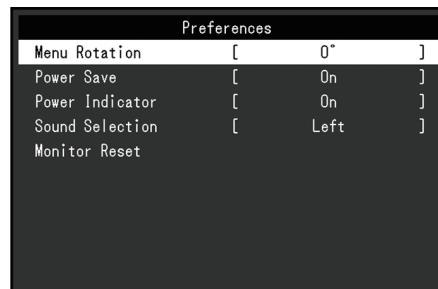 Preferences
Menu Rotation [ 0° ]
Power Save [ On ]
Power Indicator [ On ]
Sound Selection [ Left ]
Monitor Reset